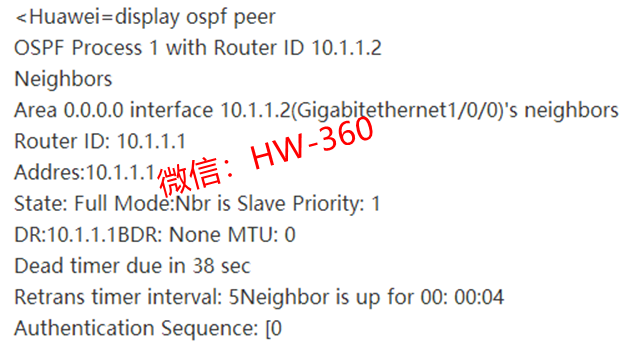 <Huawei=display ospf peer
OSPF Process 1 with Router ID 10.1.1.2
Neighbors
Area 0.0.0.0 interface 10.1.1.2(Gigabitethernet1/0/0)'s neighbors
Router ID: 10.1.1.1
Addres:10.1.1.1
微信：HW-360
State: Full Mode:Nbr is Slave Priority: 1
DR:10.1.1.1BDR: None MTU: 0
Dead timer due in 38 sec
Retrans timer interval: 5Neighbor is up for 00: 00:04
Authentication Sequence: [0